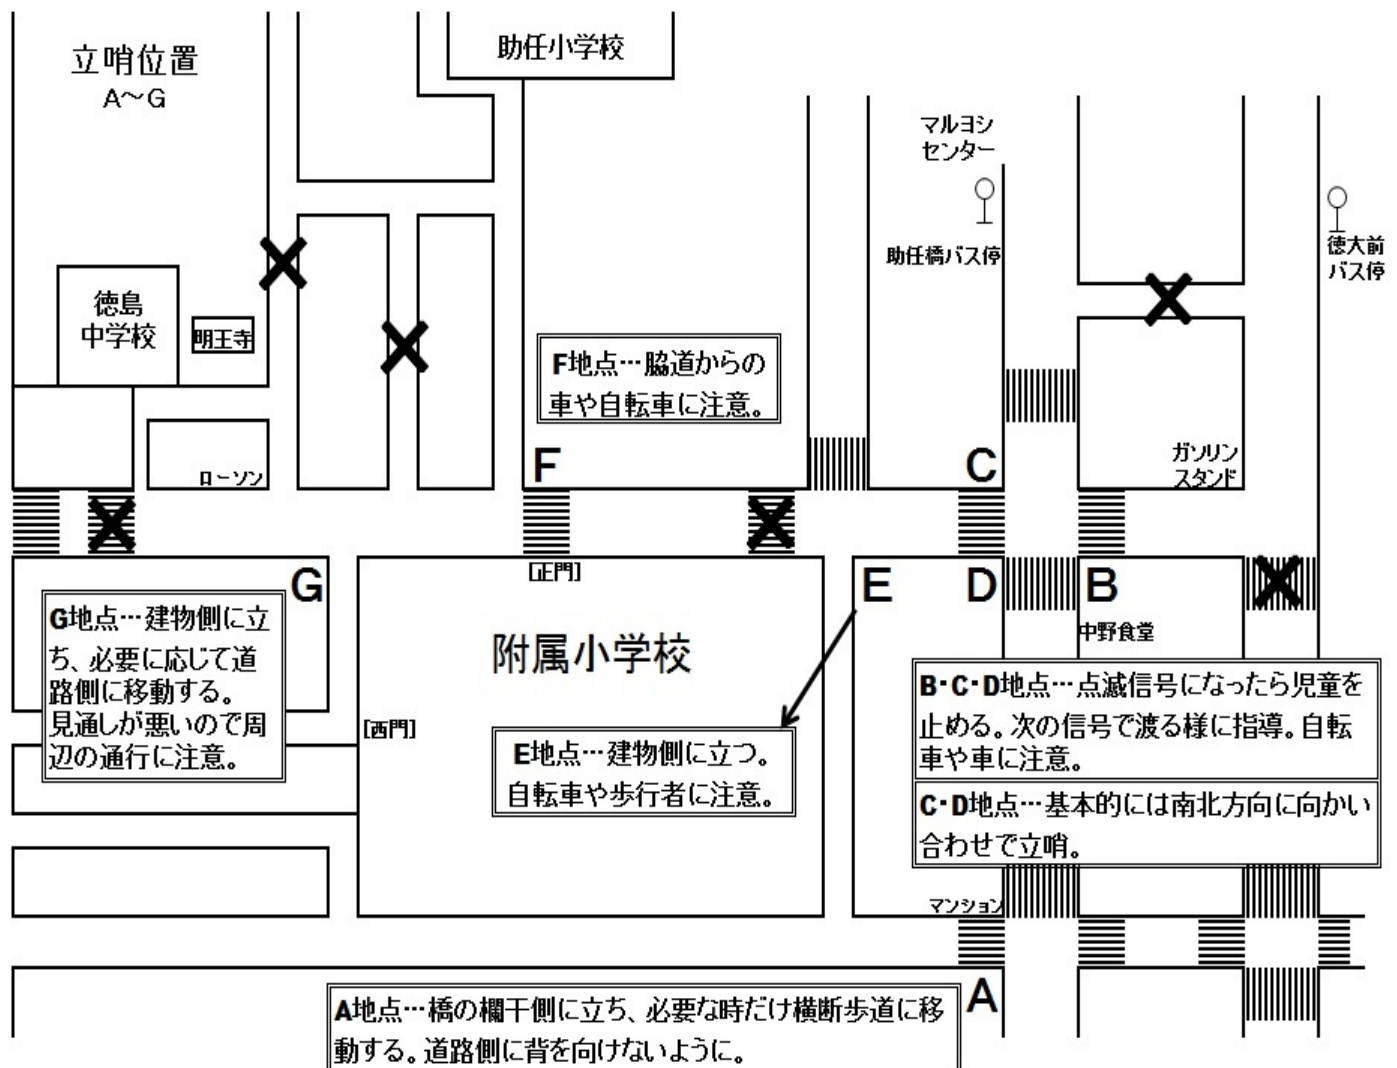 立哨位置
A～G
助任小学校
マルヨシ
センター
助任橋バス停
徳大前
バス停
徳島
中学校
明王寺
F地点…脇道からの
車や自転車に注意。
ローソン
F
C
ガソリン
スタンド
[正門]
G
E
D
B
中野食堂
附属小学校
G地点…建物側に立
ち、必要に応じて道
路側に移動する。
見通しが悪いので周
辺の通行に注意。
[西門]
E地点…建物側に立つ。
自転車や歩行者に注意。
B・C・D地点…点滅信号になったら児童を
止める。次の信号で渡る様に指導。自転
車や車に注意。
C・D地点…基本的には南北方向に向かい
合わせで立哨。
マンション
A
A地点…橋の欄干側に立ち、必要な時だけ横断歩道に移
動する。道路側に背を向けないように。